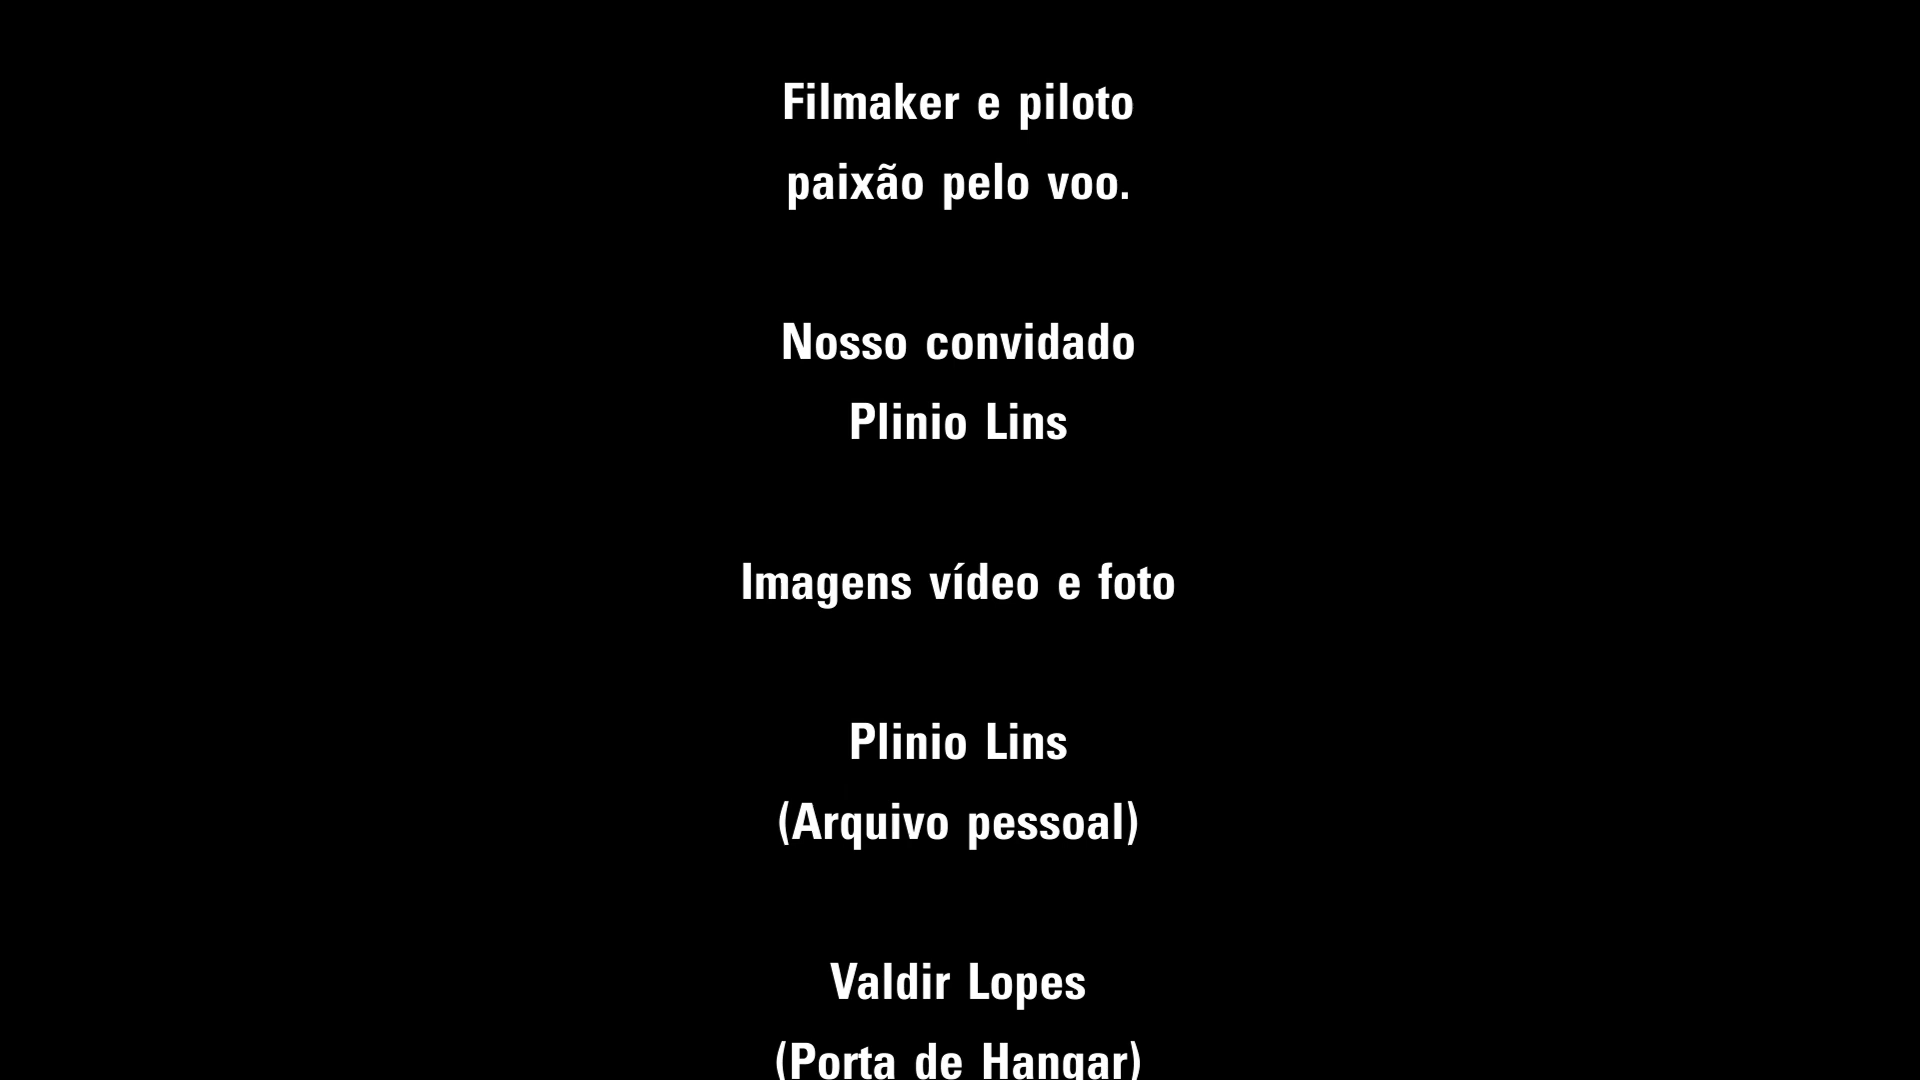 Filmaker e piloto
paixão pelo voo.
Nosso convidado
Plinio Lins
Imagens vídeo e foto
Plinio Lins
(Arquivo pessoal)
Valdir Lopes
(Porta de Hangar)